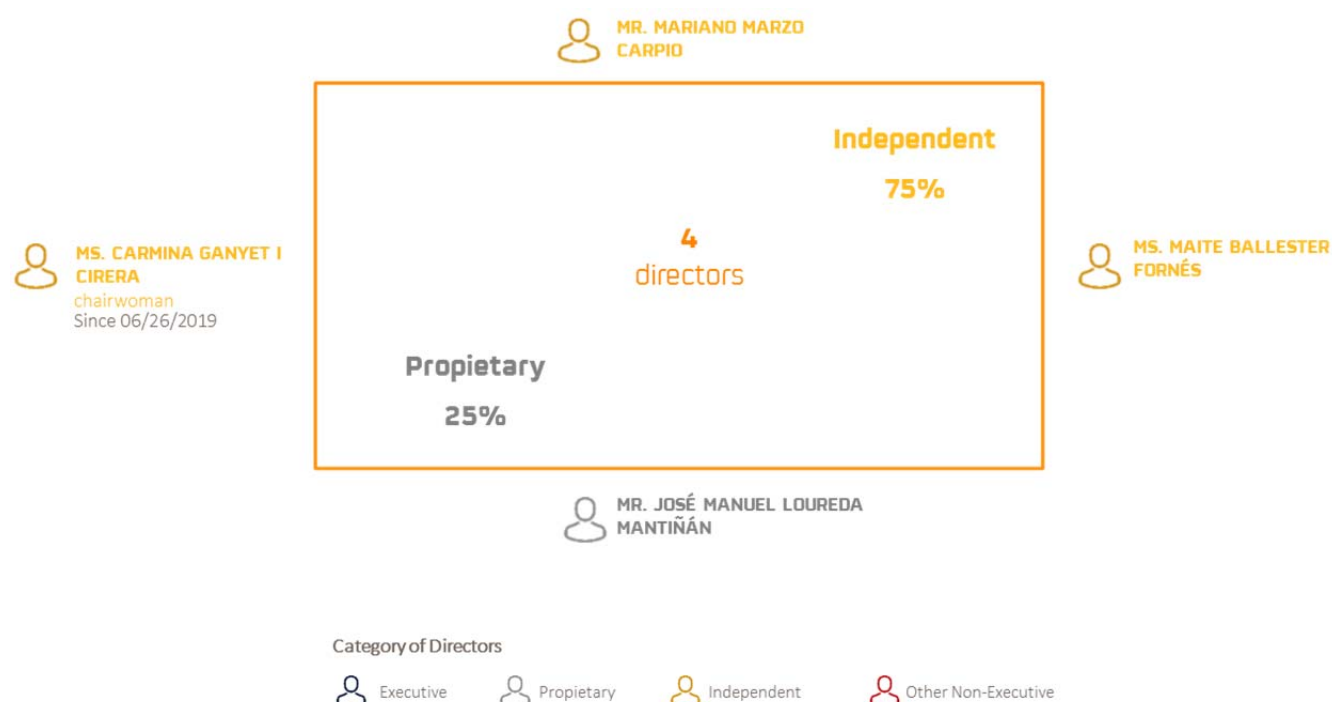 MR. MARIANO MARZO
CARPIO
Independent
75%
4
directors
MS. CARMINA GANYET I
CIRERA
chairwoman
Since 06/26/2019
MS. MAITE BALLESTER
FORNÉS
Propietary
25%
MR. JOSÉ MANUEL LOUREDA
MANTIÑÁN
Category of Directors
Executive
Propietary
Independent
Other Non-Executive